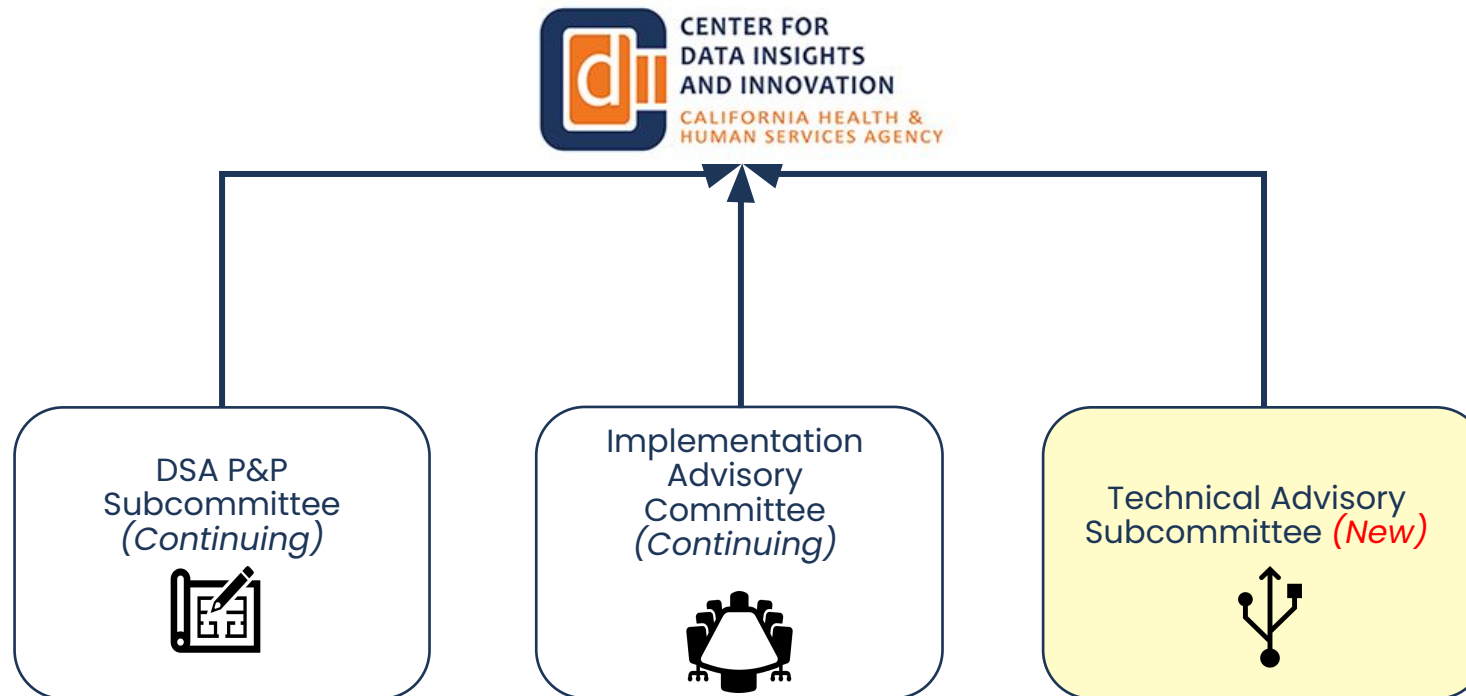 CENTER FOR
DATA INSIGHTS
AND INNOVATION
CALIFORNIA HEALTH &
HUMAN SERVICES AGENCY
DSA P&P
Subcommittee
(Continuing)
Implementation
Advisory
Committee
(Continuing)
Technical Advisory
Subcommittee (New)